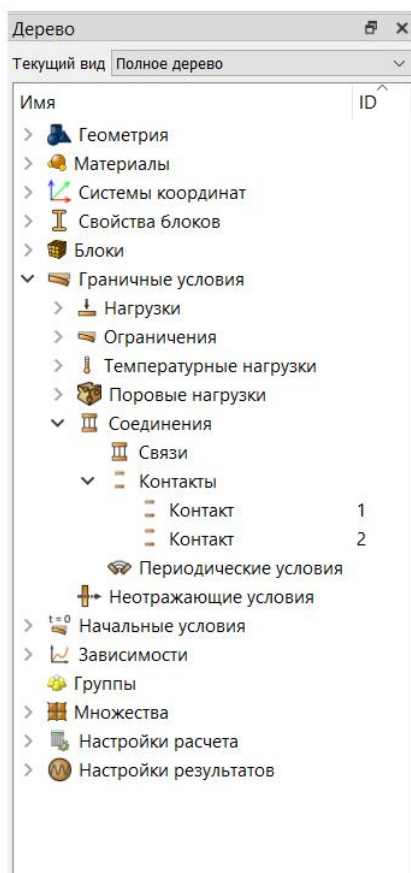 Дерево
Текущий вид Полное дерево
Имя ID
Геометрия
Материалы
Системы координат
Свойства блоков
Блоки
Граничные условия
Нагрузки
Ограничения
Температурные нагрузки
Поровые нагрузки
Соединения
Связи
Контакты
Контакт 1
Контакт 2
Периодические условия
Неотражающие условия
t=0 Начальные условия
Зависимости
Группы
Множества
Настройки расчета
Настройки результатов